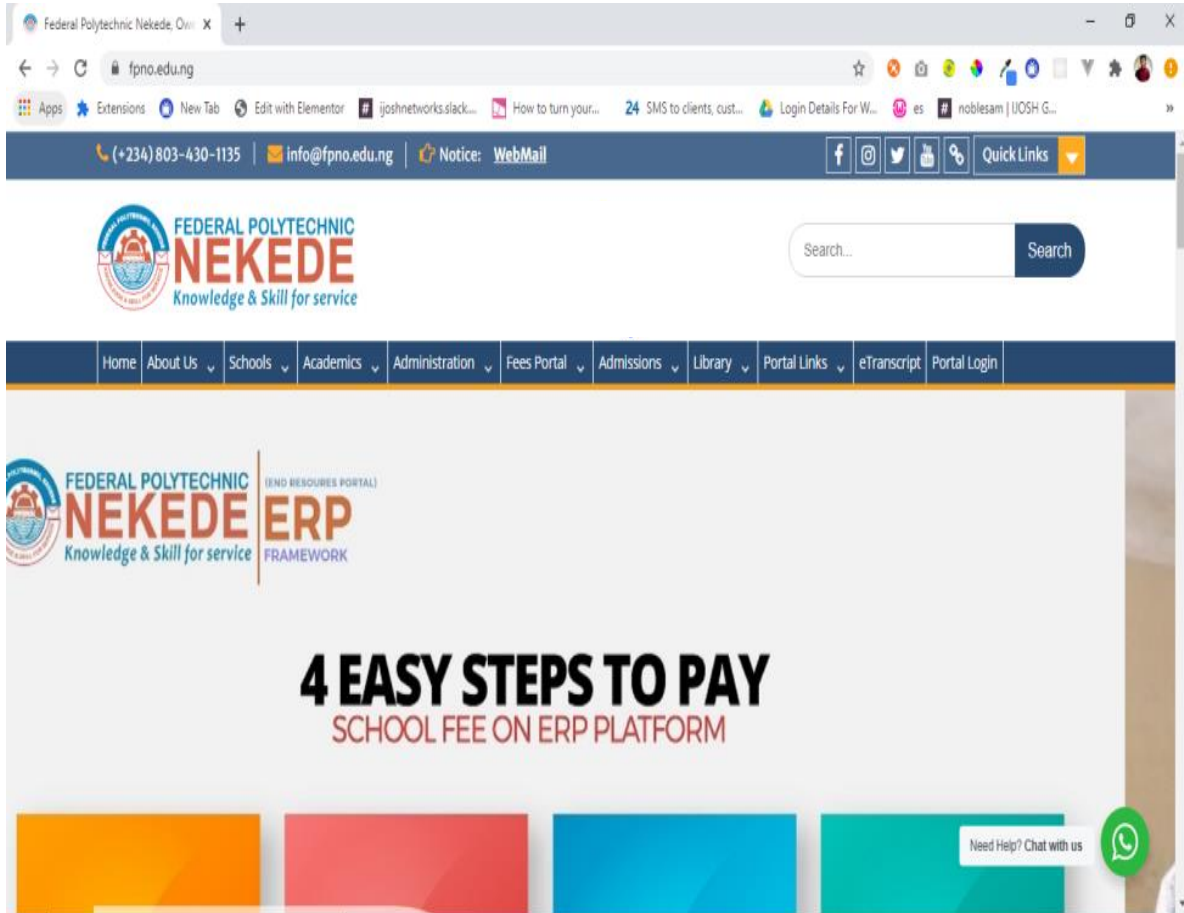 Federal Polytechnic Nekede, Ow
fpno.edu.ng
Apps Extensions New Tab Edit with Elementor ijoshnetworks.slack... How to turn your... 24 SMS to clients, cust... Login Details For W... es noblesam | IJOSH G... »
(+234)803-430-1135 | info@fpno.edu.ng | Notice: WebMail Quick Links
FEDERAL POLYTECHNIC
NEKEDE
Knowledge & Skill for service
Search... Search
Home About Us Schools Academics Administration Fees Portal Admissions Library Portal Links eTranscript Portal Login
FEDERAL POLYTECHNIC
NEKEDE
Knowledge & Skill for service
(END RESOURES PORTAL)
ERP
FRAMEWORK
4 EASY STEPS TO PAY
SCHOOL FEE ON ERP PLATFORM
Need Help? Chat with us